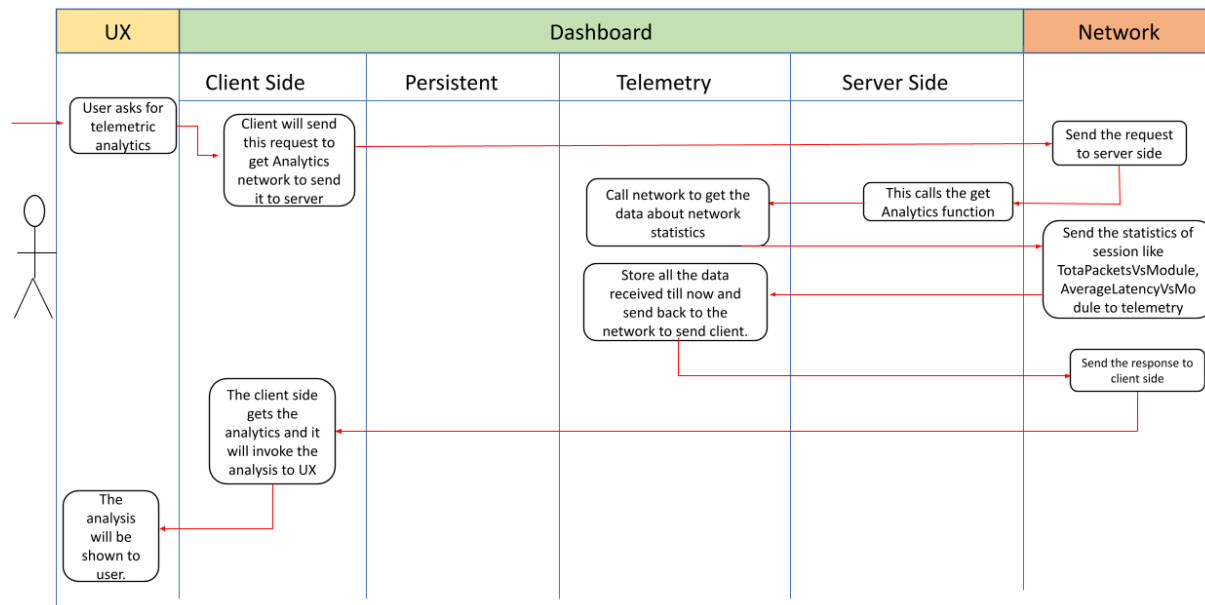 UX
Dashboard
Network
Client Side
Persistent
Telemetry
Server Side
User asks for
telemetric
analytics
Client will send
this request to
get Analytics
network to send
it to server
Send the request
to server side
This calls the get
Analytics function
Call network to get the
data about network
statistics
Send the statistics of
session like
TotaPacketsVsModule,
AverageLatencyVsMo
dule to telemetry
Store all the data
received till now and
send back to the
network to send client.
Send the response to
client side
The client side
gets the
analytics and it
will invoke the
analysis to UX
The
analysis
will be
shown to
user.